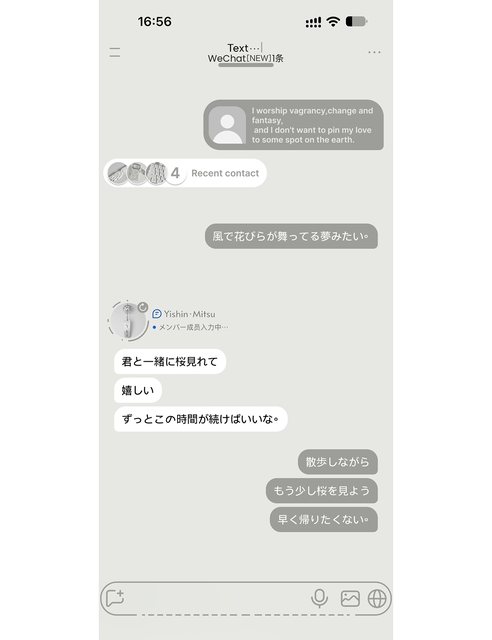 16:56
Text…
WeChat[NEW]1条
I worship vagrancy,change and
fantasy,
and I don't want to pin my love
to some spot on the earth.
4 Recent contact
風で花びらが舞ってる夢みたい。
Yishin·Mitsu
メンバー成員入力中…
君と一緒に桜見れて
嬉しい
ずっとこの時間が続けばいいな。
散歩しながら
もう少し桜を見よう
早く帰りたくない。